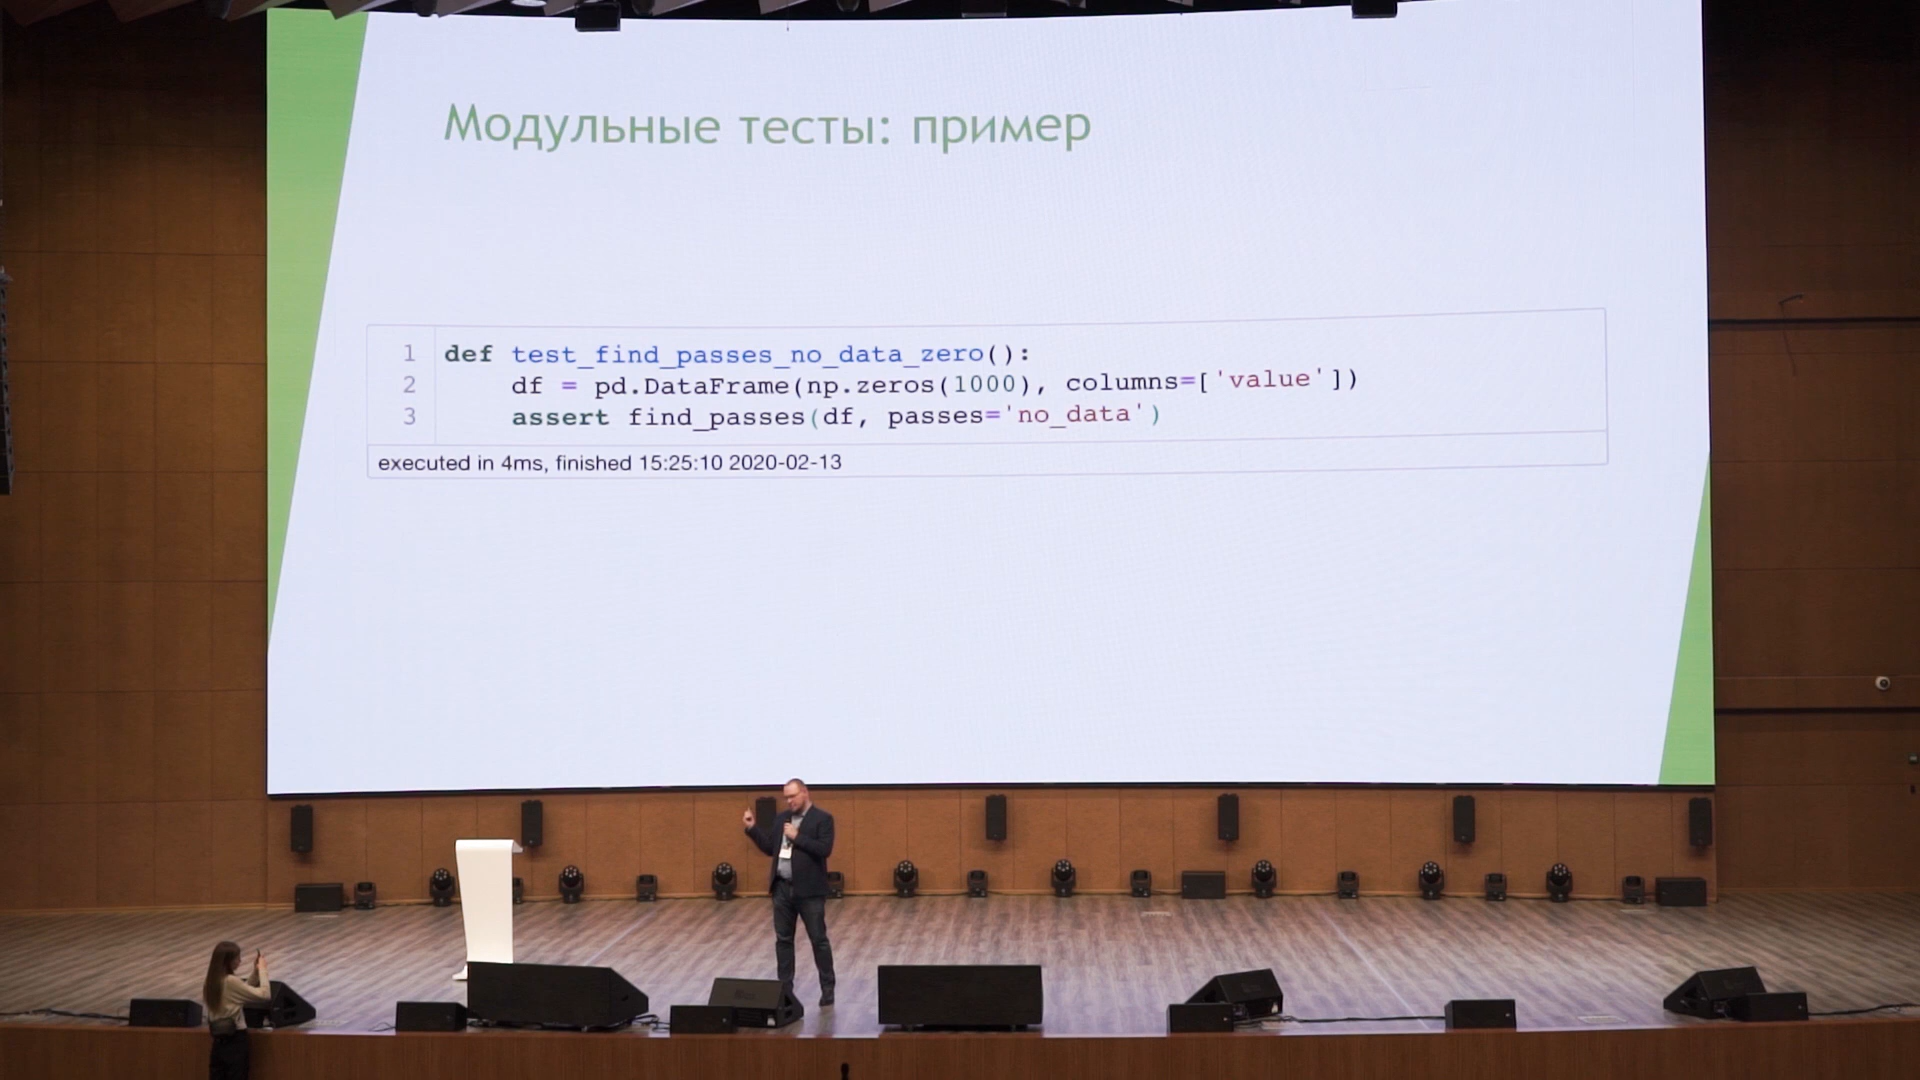 Модульные тесты: пример
1 def test_find_passes_no_data_zero():
2 df = pd.DataFrame(np.zeros(1000), columns=['value'])
3 assert find_passes(df, passes='no_data')
executed in 4ms, finished 15:25:10 2020-02-13